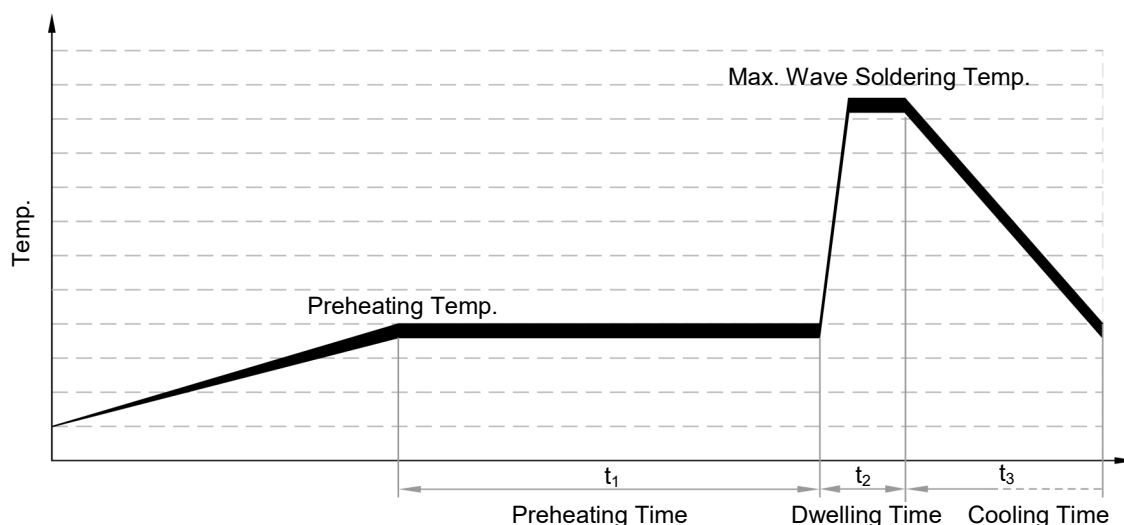 Max. Wave Soldering Temp.
Temp.
Preheating Temp.
t₁
t₂
t₃
Preheating Time
Dwelling Time
Cooling Time